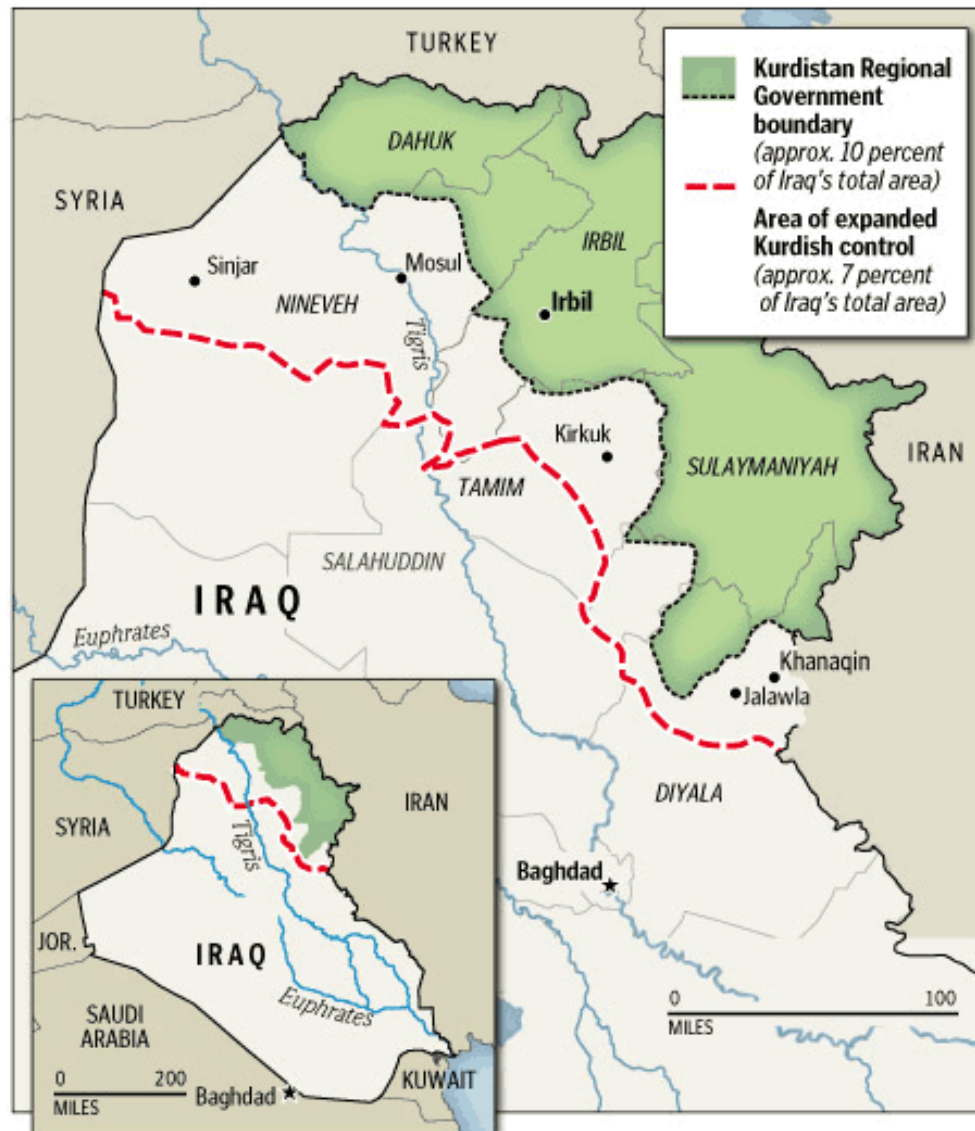 TURKEY
Kurdistan Regional
Government
boundary
(approx. 10 percent
of Iraq's total area)
Area of expanded
Kurdish control
(approx. 7 percent
of Iraq's total area)
DAHUK
SYRIA
IRBIL
Sinjar
Mosul
NINEVEH
Irbil
Tigris
Kirkuk
IRAN
SULAYMANIYAH
TAMIM
SALAHUDDIN
IRAQ
Euphrates
Khanaqin
Jalawla
DIYALA
Baghdad
0 100
MILES
TURKEY
IRAN
SYRIA
Tigris
JOR.
IRAQ
Euphrates
SAUDI
ARABIA
KUWAIT
0 200
MILES
Baghdad